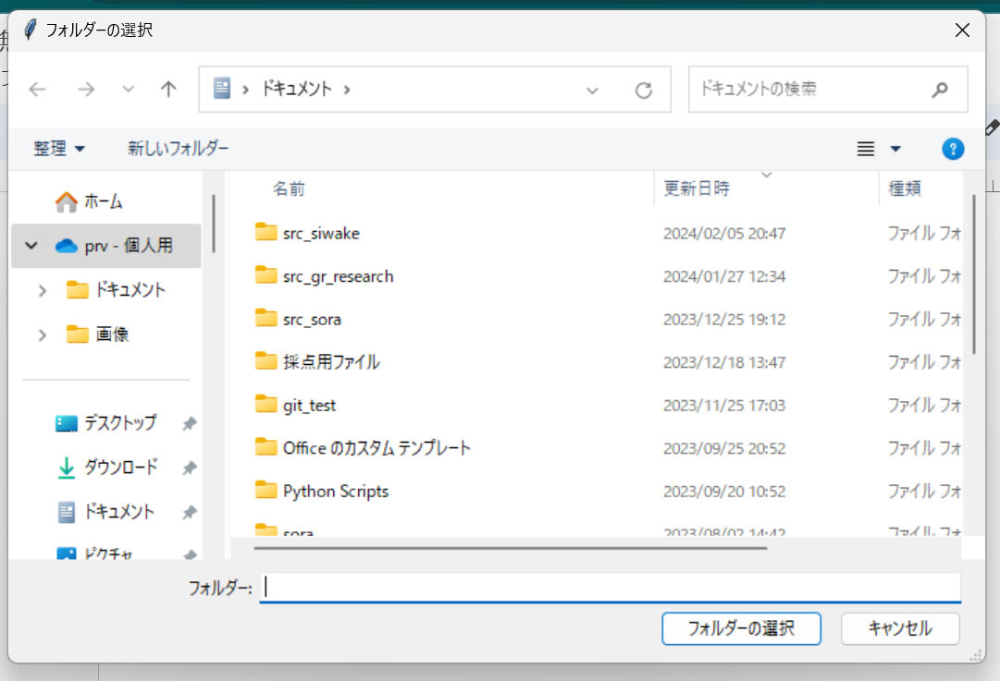 フォルダーの選択
ドキュメント
ドキュメントの検索
整理
新しいフォルダー
ホーム
prv - 個人用
ドキュメント
画像
デスクトップ
ダウンロード
ドキュメント
ピクチャ
名前 更新日時 種類
src_siwake 2024/02/05 20:47 ファイル フォ
src_gr_research 2024/01/27 12:34 ファイル フォ
src_sora 2023/12/25 19:12 ファイル フォ
採点用ファイル 2023/12/18 13:47 ファイル フォ
git_test 2023/11/25 17:03 ファイル フォ
Office のカスタム テンプレート 2023/09/25 20:52 ファイル フォ
Python Scripts 2023/09/20 10:52 ファイル フォ
sora 2023/08/02 14:42 ファイル フォ
フォルダー:
フォルダーの選択 キャンセル